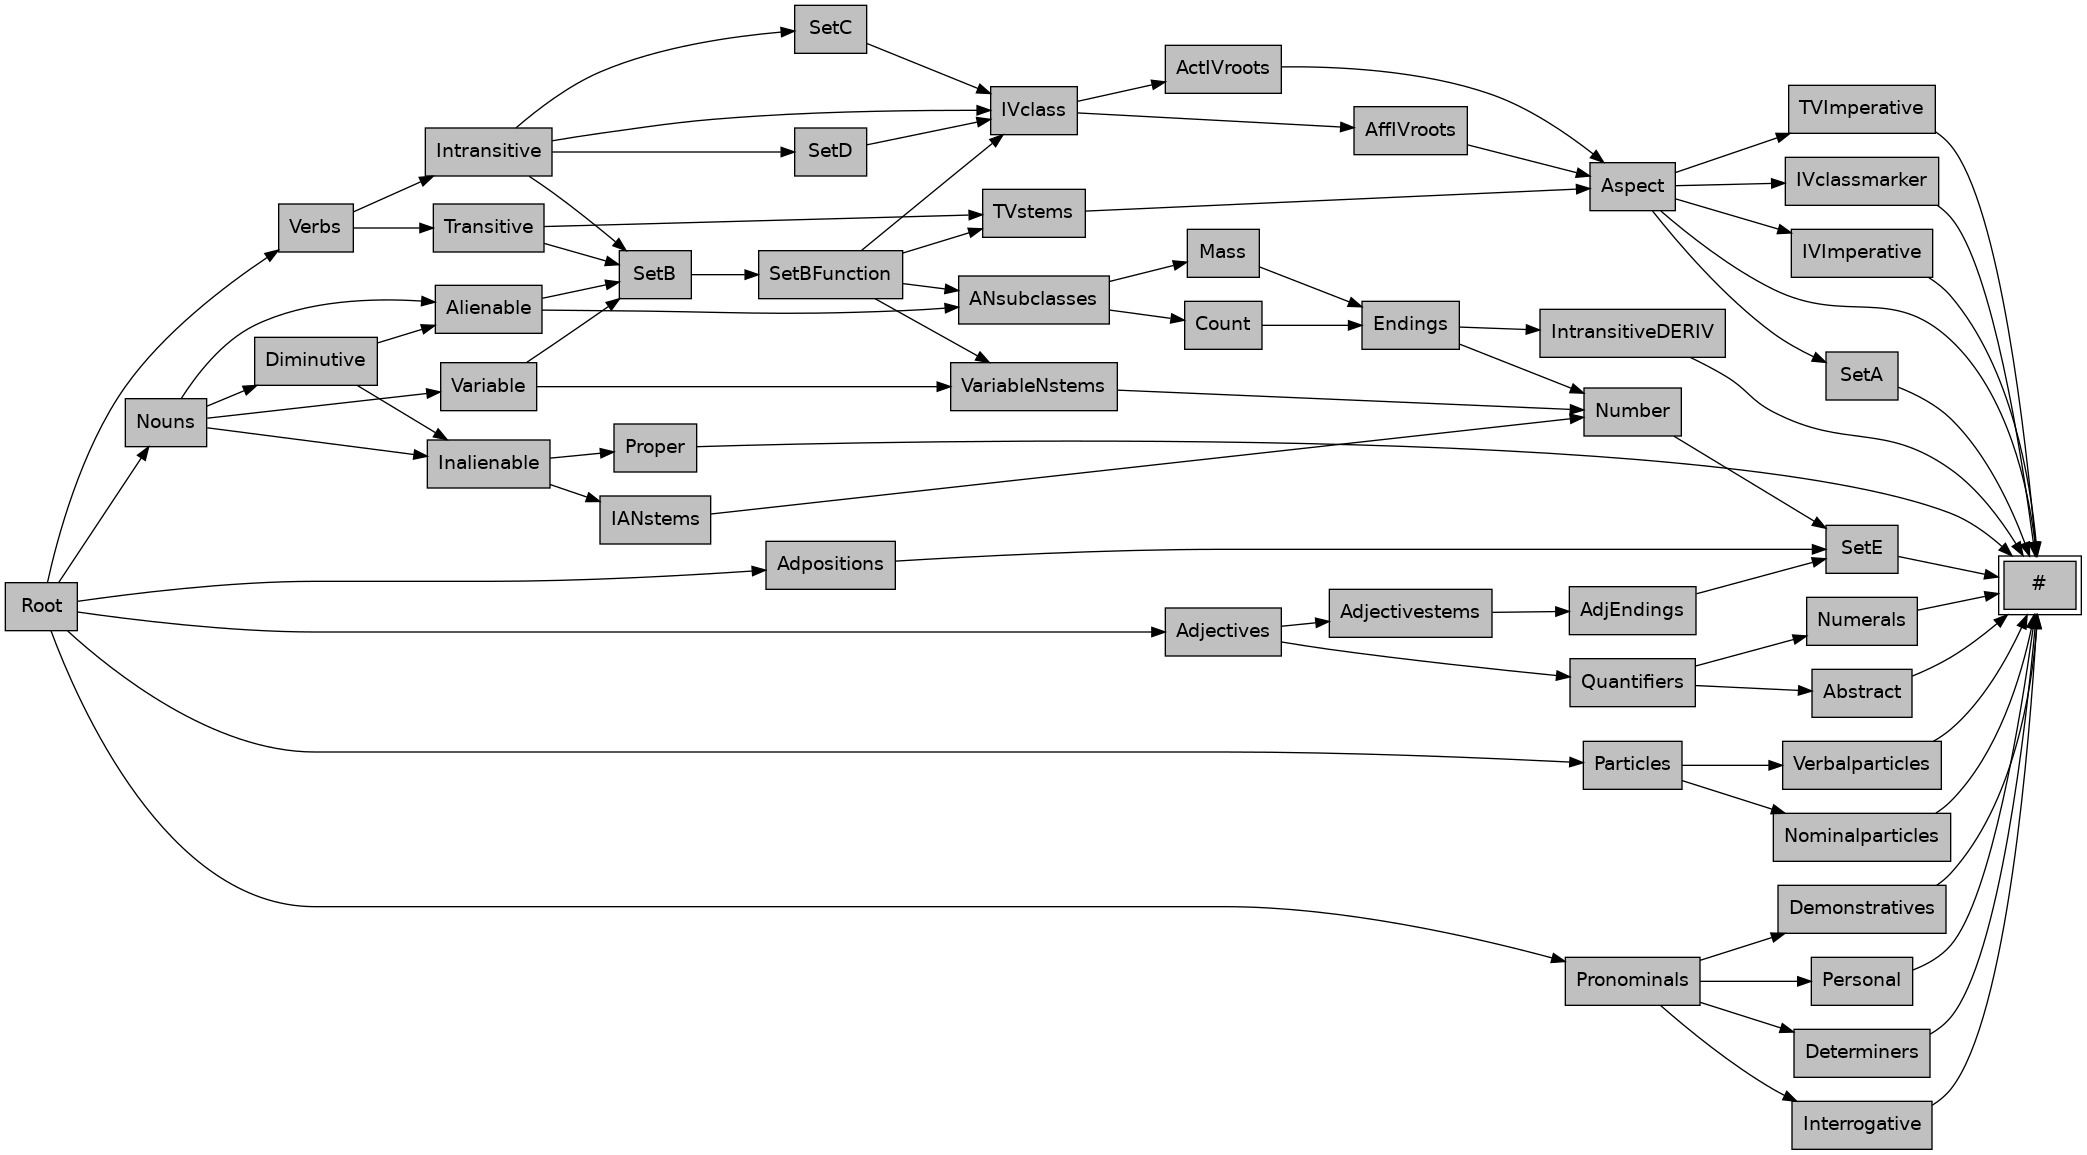 SetC
ActIVroots
IVclass
TVImperative
AffIVroots
Intransitive
SetD
IVclassmarker
Aspect
TVstems
Verbs
Transitive
Mass
IVImperative
SetB
SetBFunction
ANsubclasses
Alienable
Count
Endings
IntransitiveDERIV
Diminutive
SetA
Variable
VariableNstems
Number
Nouns
Proper
Inalienable
IANstems
SetE
Adpositions
#
Root
Adjectivestems
AdjEndings
Numerals
Adjectives
Quantifiers
Abstract
Particles
Verbalparticles
Nominalparticles
Demonstratives
Pronominals
Personal
Determiners
Interrogative